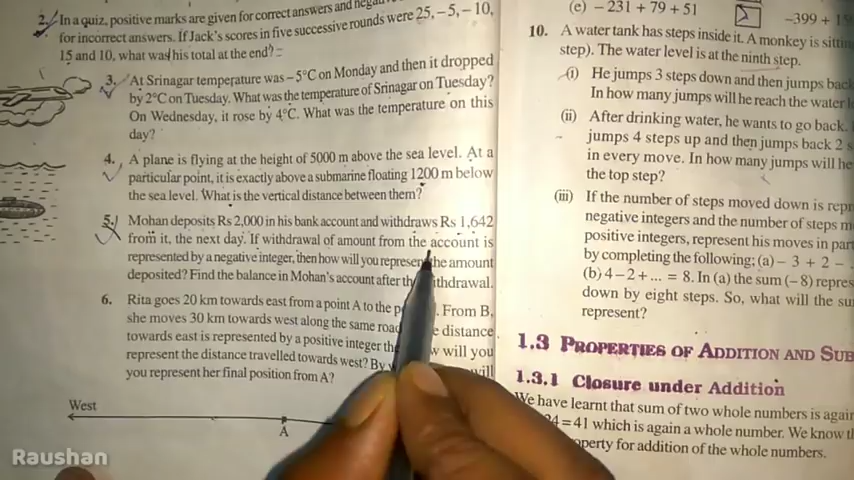 2. In a quiz, positive marks are given for correct answers and
for incorrect answers. If Jack's scores in five successive rounds were 25, –5, –10,
15 and 10, what was his total at the end?
3. At Srinagar temperature was –5°C on Monday and then it dropped
by 2°C on Tuesday. What was the temperature of Srinagar on Tuesday?
On Wednesday, it rose by 4°C. What was the temperature on this
day?
4. A plane is flying at the height of 5000 m above the sea level. At a
particular point, it is exactly above a submarine floating 1200 m below
the sea level. What is the vertical distance between them?
5. Mohan deposits Rs 2,000 in his bank account and withdraws Rs 1,642
from it, the next day. If withdrawal of amount from the account is
represented by a negative integer, then how will you represent the amount
deposited? Find the balance in Mohan's account after withdrawal.
6. Rita goes 20 km towards east from a point A to the . From B,
she moves 30 km towards west along the same distance
towards east is represented by a positive integer will you
represent the distance travelled towards west? By will
you represent her final position from A?
West
A
Raushan
(e) –231 + 79 + 51
–399 +
10. A water tank has steps inside it. A monkey is
step). The water level is at the ninth step.
(i) He jumps 3 steps down and then jumps
In how many jumps will he reach the water
(ii) After drinking water, he wants to go back.
jumps 4 steps up and then jumps back 2
in every move. In how many jumps will he
the top step?
(iii) If the number of steps moved down is
negative integers and the number of steps
positive integers, represent his moves in
by completing the following; (a) – 3 + 2 –
(b) 4 – 2 + ... = 8. In (a) the sum (– 8)
down by eight steps. So, what will the
represent?
1.3 PROPERTIES OF ADDITION AND
1.3.1 Closure under Addition
We have learnt that sum of two whole numbers is
24 = 41 which is again a whole number. We know
property for addition of the whole numbers.